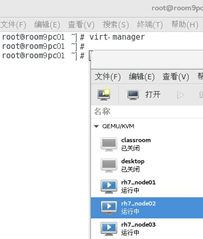 root@room9pc
文件(F) 编辑(E) 查看(V) 搜索(S) 终端(T) 帮助(H)
root@room9pc01 ~]# virt-manager
root@room9pc01 ~]#
root@room9pc01 ~]#
文件(F) 编辑(E) 查看(V) 帮助(H)
打开
名称
QEMU/KVM
classroom
已关闭
desktop
已关闭
rh7_node01
运行中
rh7_node02
运行中
rh7_node03
运行中